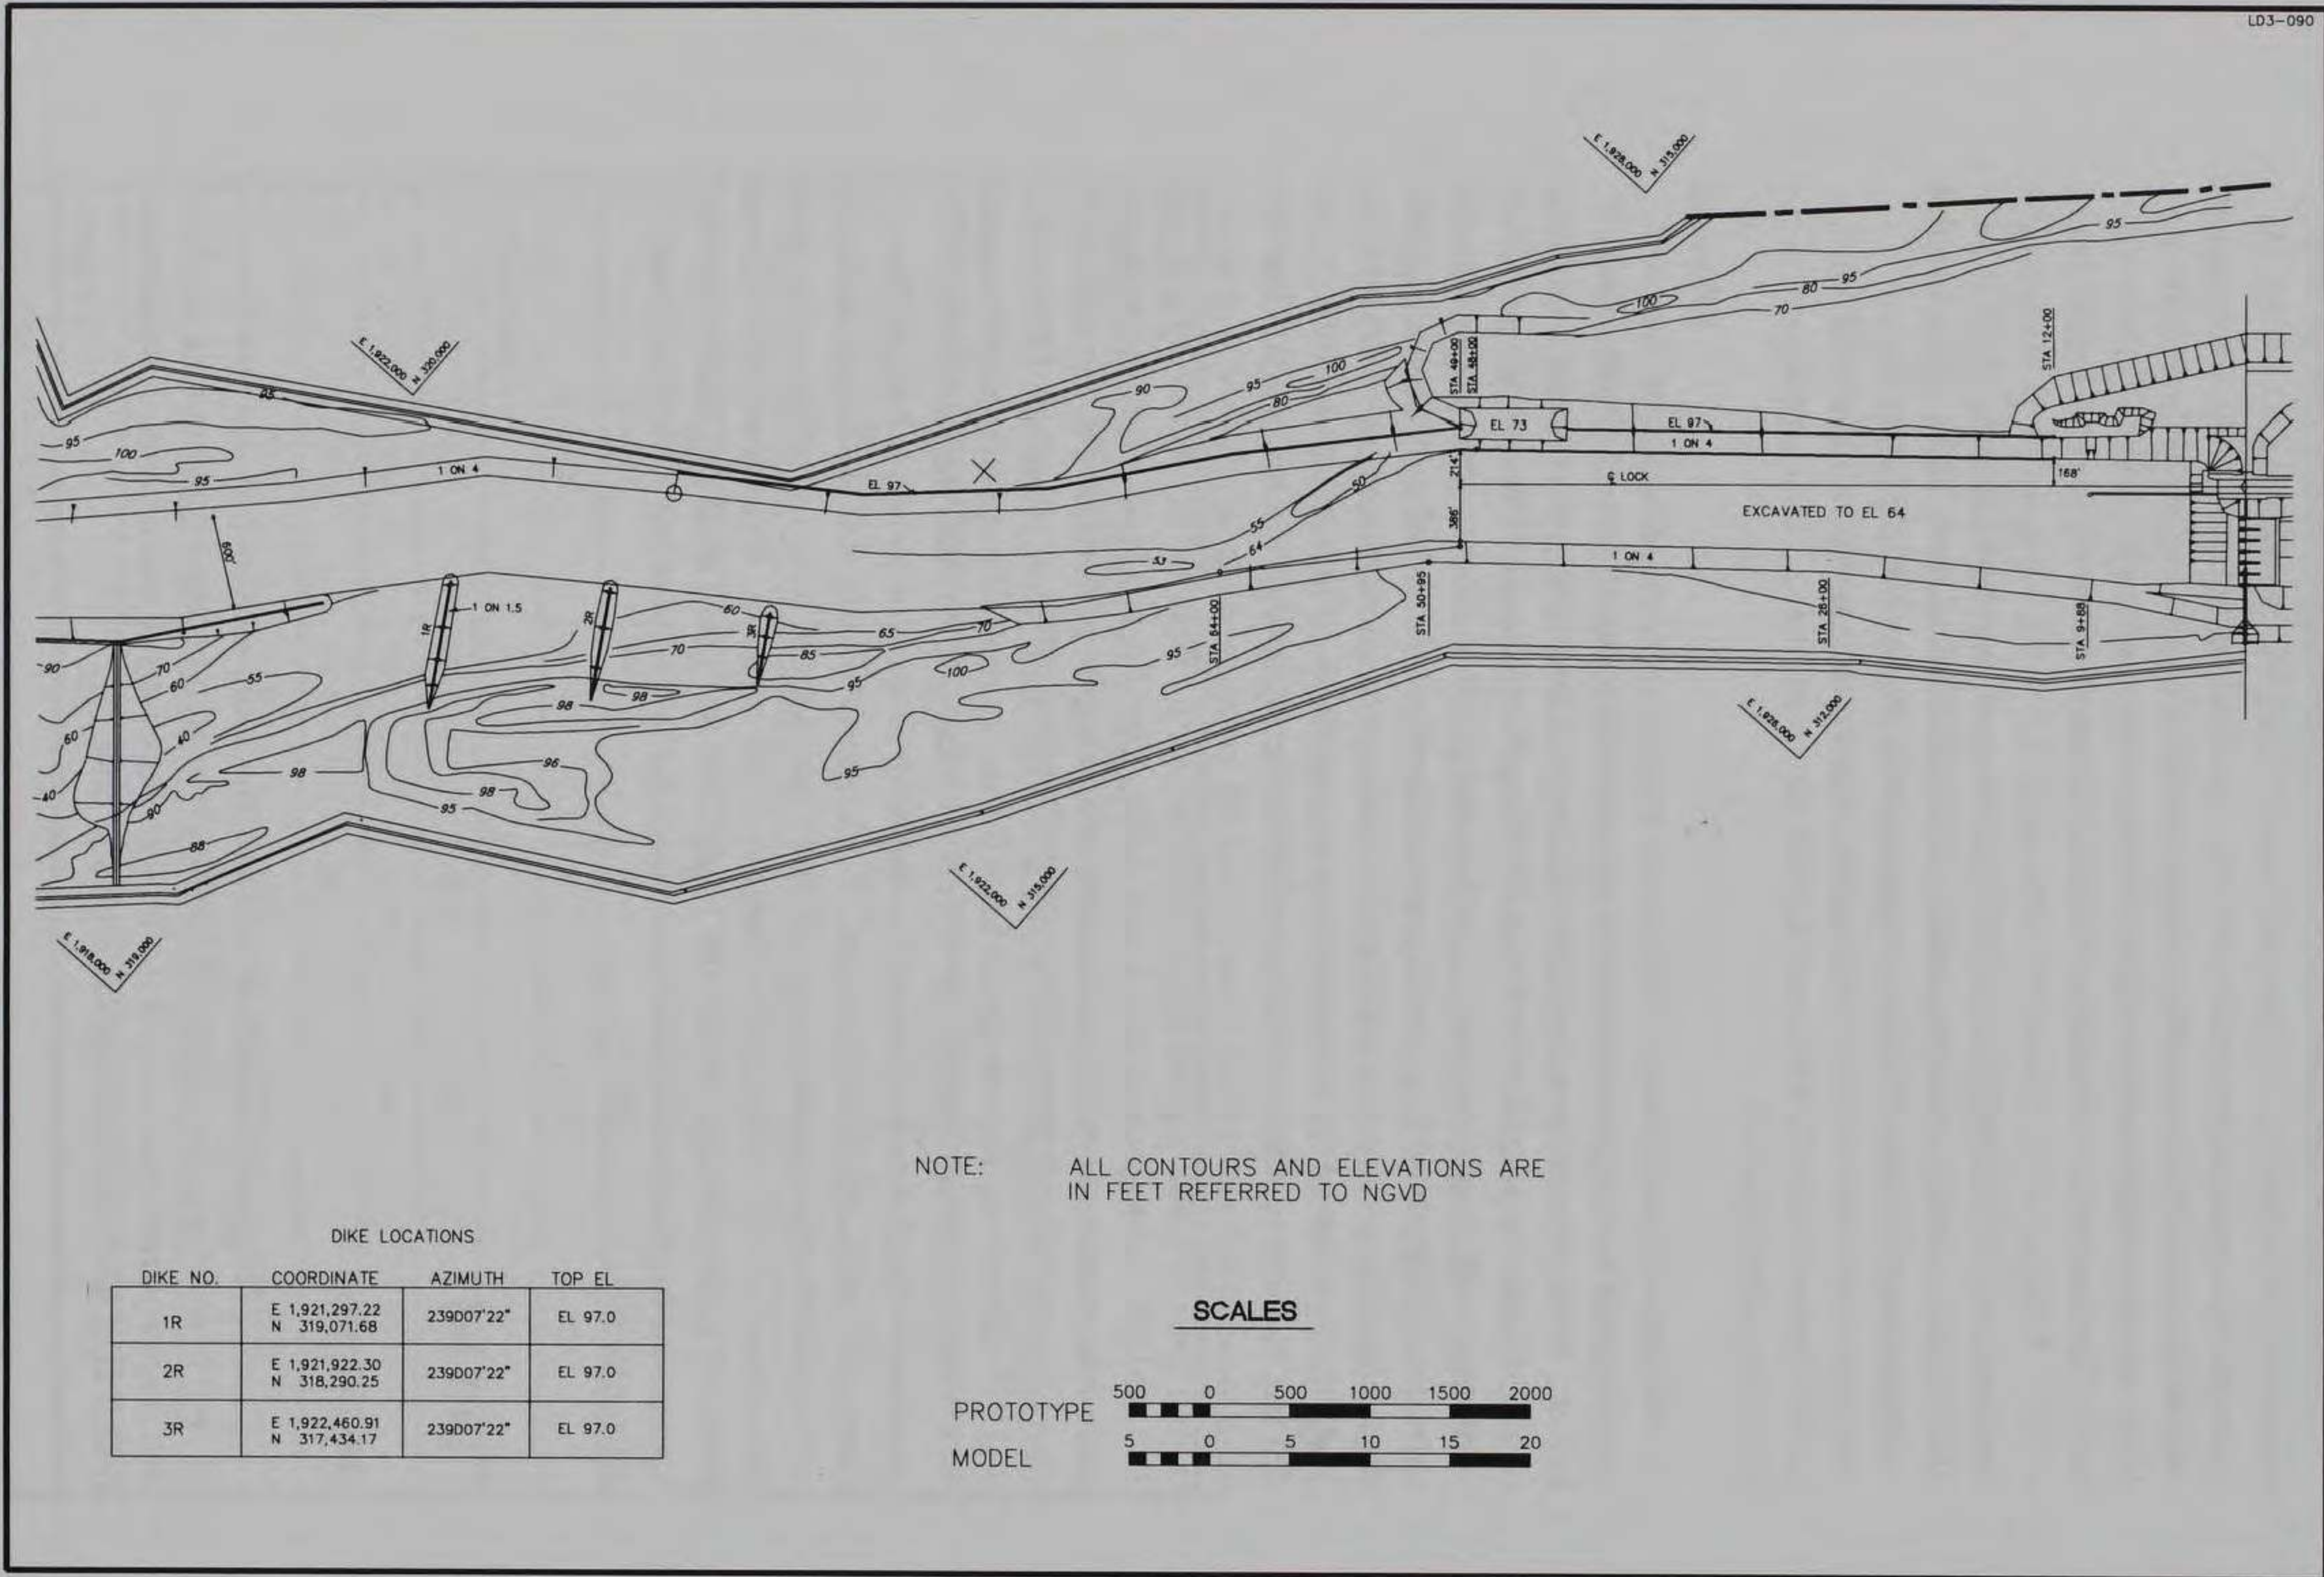 LD3-090
E 1,928,000
N 315,000
95
80
95
70
100
STA 12+00
E 1,922,000
N 320,000
STA 49+00
STA 48+00
100
95
90
80
95
95
100
95
1 ON 4
EL 97
EL 73
EL 97
1 ON 4
214'
168'
℄ LOCK
50
386'
EXCAVATED TO EL 64
55
64
600'
53
1 ON 4
1 ON 1.5
1R
2R
3R
60
65
70
70
85
STA 64+00
STA 50+95
STA 28+00
STA 9+88
90
70
60
55
95
100
95
98
98
60
40
98
96
98
95
95
40
90
88
E 1,928,000
N 312,000
E 1,922,000
N 315,000
E 1,918,000
N 319,000
NOTE: ALL CONTOURS AND ELEVATIONS ARE
IN FEET REFERRED TO NGVD
DIKE LOCATIONS
DIKE NO. COORDINATE AZIMUTH TOP EL
1R E 1,921,297.22 N 319,071.68 239D07'22" EL 97.0
2R E 1,921,922.30 N 318,290.25 239D07'22" EL 97.0
3R E 1,922,460.91 N 317,434.17 239D07'22" EL 97.0
SCALES
500 0 500 1000 1500 2000
PROTOTYPE
5 0 5 10 15 20
MODEL